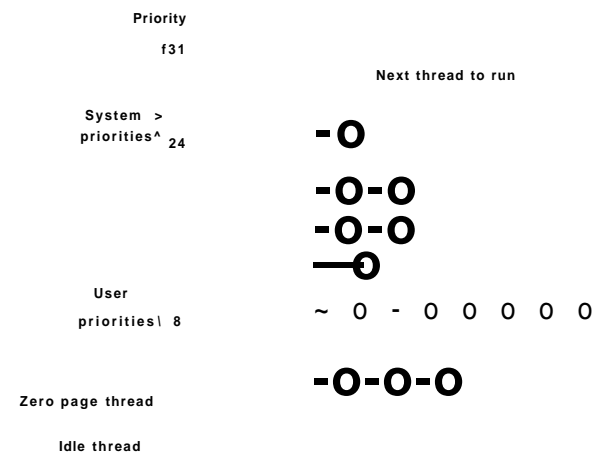 Priority
f31
Next thread to run
System >
priorities^ 24
-O
-O-O
-O-O
—O
User
priorities\ 8
~ O - O O O O O
-O-O-O
Zero page thread
Idle thread